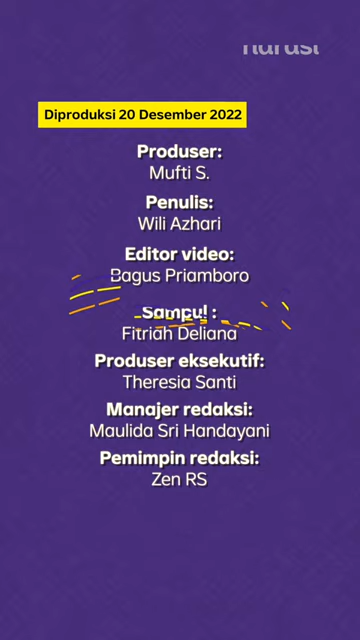 narasi
Diproduksi 20 Desember 2022
Produser:
Mufti S.
Penulis:
Wili Azhari
Editor video:
Bagus Priamboro
Sampul :
Fitriah Deliana
Produser eksekutif:
Theresia Santi
Manajer redaksi:
Maulida Sri Handayani
Pemimpin redaksi:
Zen RS